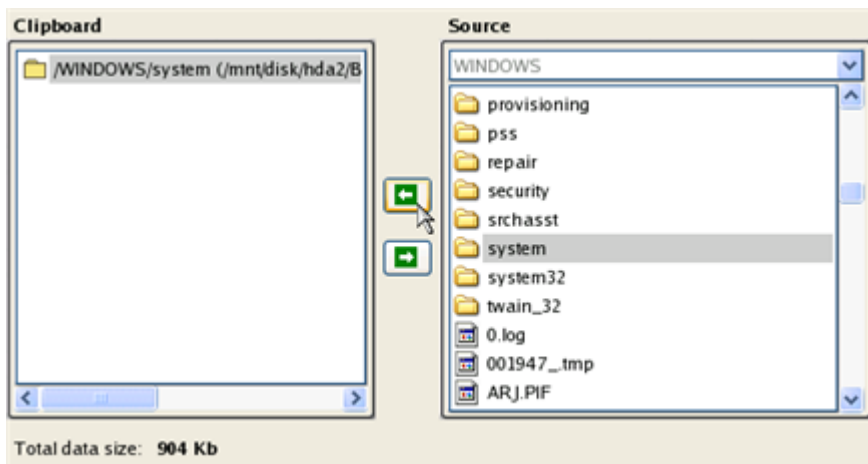 Clipboard
/WINDOWS/system (/mnt/disk/hda2/B
Source
WINDOWS
provisioning
pss
repair
security
srchasst
system
system32
twain_32
0.log
001947_.tmp
ARJ.PIF
Total data size: 904 Kb